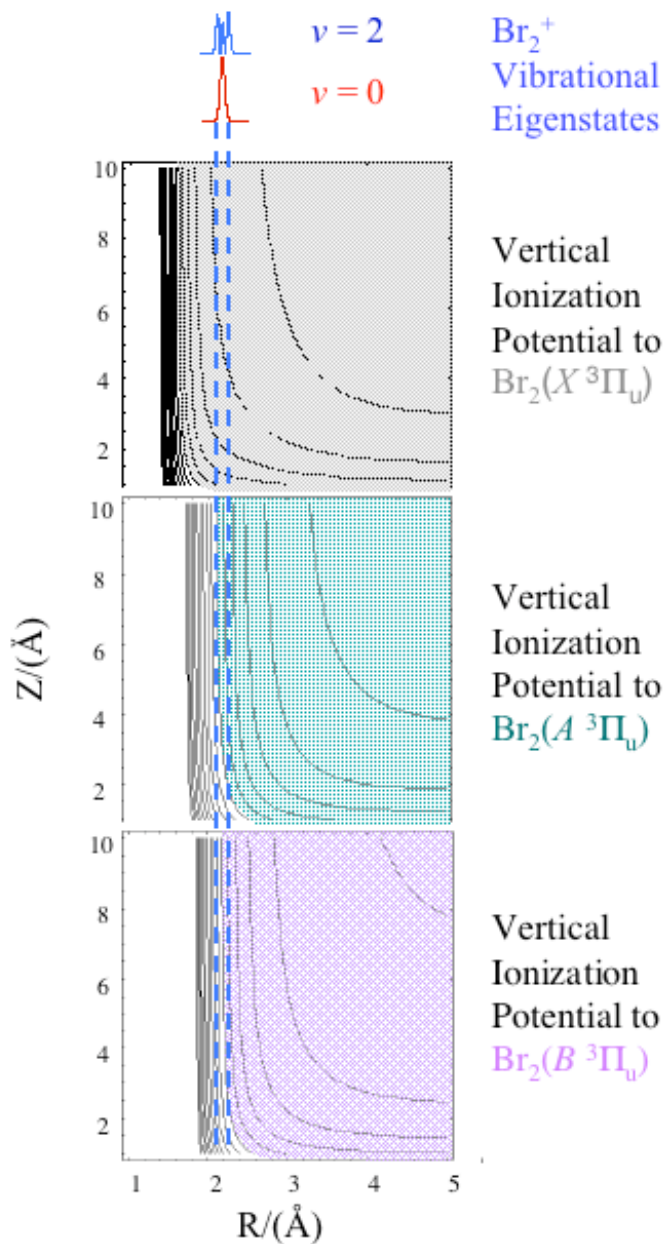 v = 2
v = 0
Br₂⁺
Vibrational
Eigenstates
10
8
6
4
2
Vertical
Ionization
Potential to
Br₂(X ³Πᵤ)
Z/(Å)
10
8
6
4
2
Vertical
Ionization
Potential to
Br₂(A ³Πᵤ)
10
8
6
4
2
Vertical
Ionization
Potential to
Br₂(B ³Πᵤ)
1 2 3 4 5
R/(Å)